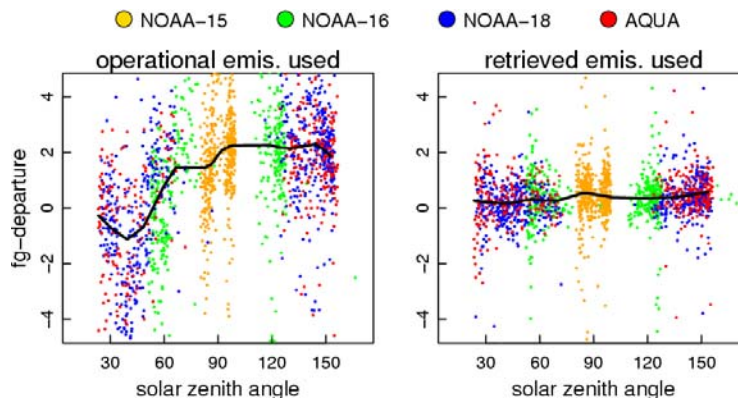 NOAA−15 NOAA−16 NOAA−18 AQUA
operational emis. used
retrieved emis. used
fg−departure
4
2
0
−2
−4
30 60 90 120 150
solar zenith angle
4
2
0
−2
−4
30 60 90 120 150
solar zenith angle